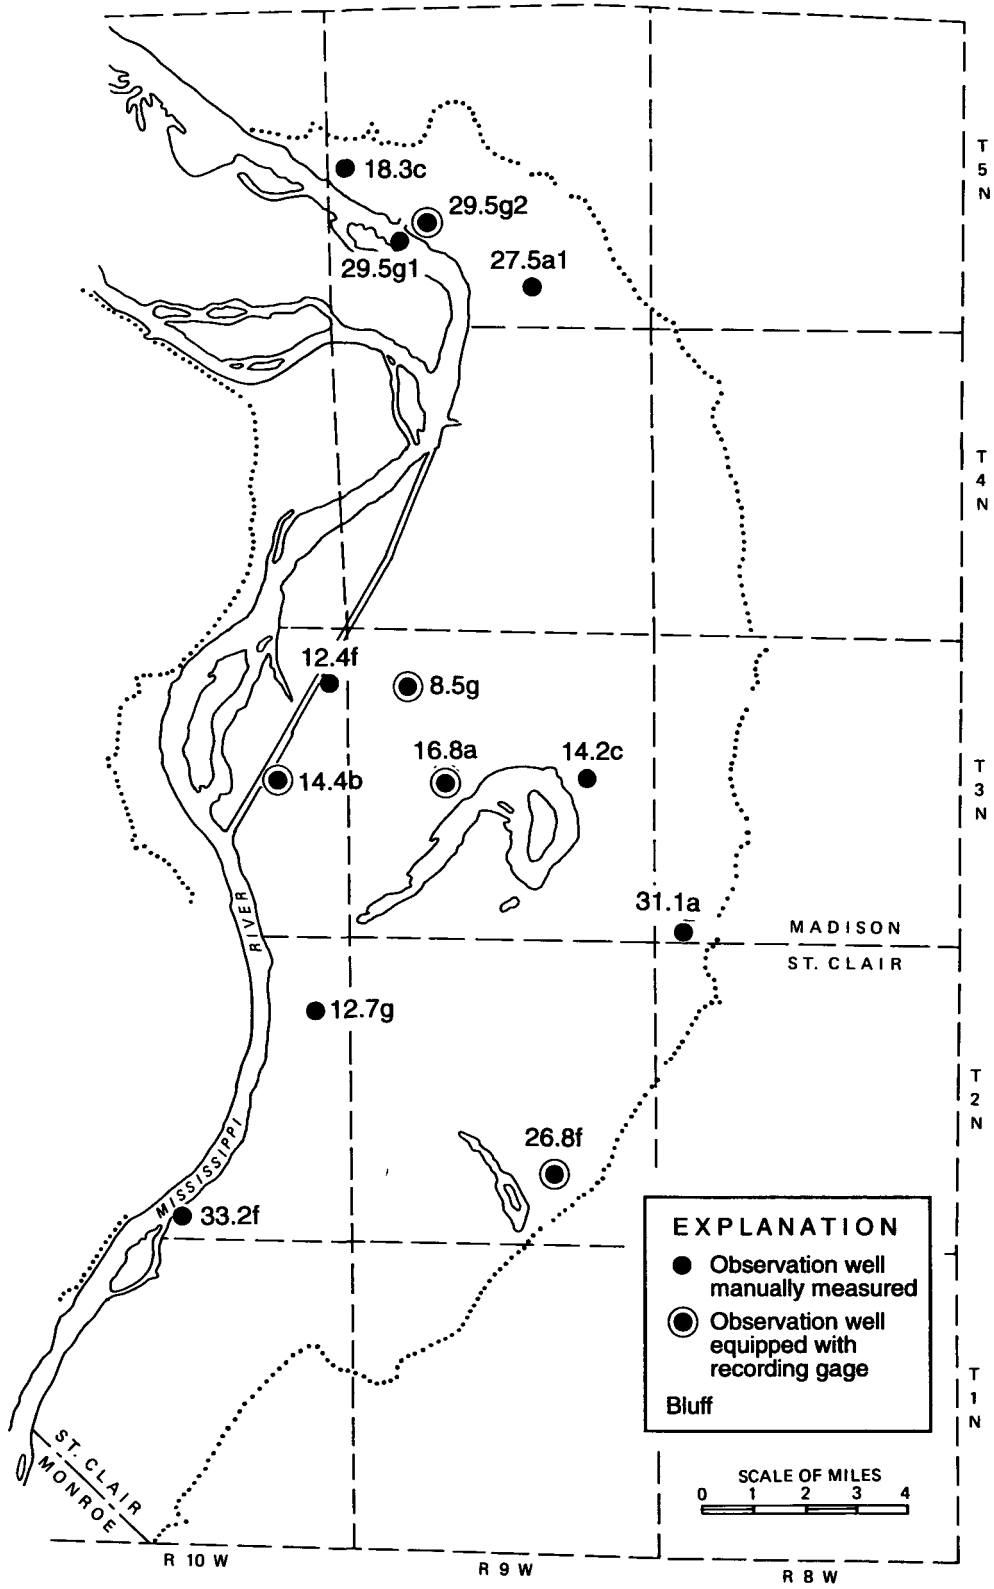 T
5
N
18.3c
29.5g2
29.5g1
27.5a1
T
4
N
12.4f
8.5g
16.8a
14.2c
14.4b
T
3
N
31.1a
MADISON
ST. CLAIR
RIVER
12.7g
T
2
N
26.8f
MISSISSIPPI
33.2f
EXPLANATION
Observation well
manually measured
Observation well
equipped with
recording gage
Bluff
T
1
N
ST. CLAIR
MONROE
SCALE OF MILES
0 1 2 3 4
R 10 W
R 9 W
R 8 W